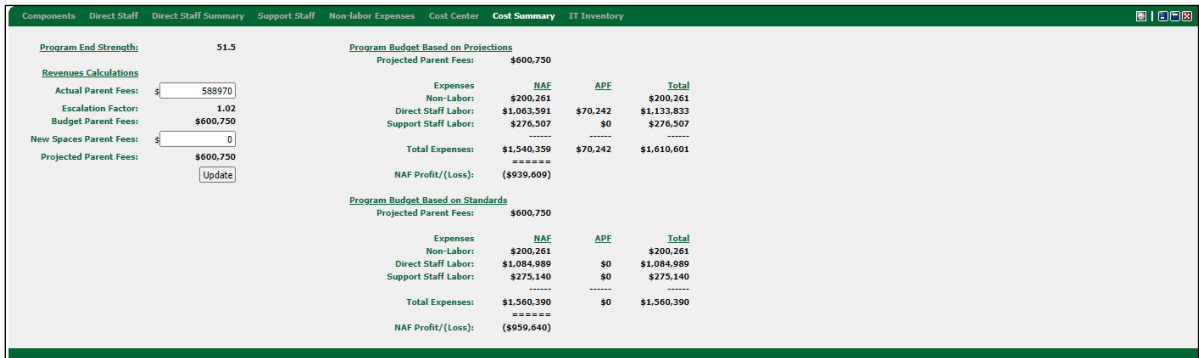 Components Direct Staff Direct Staff Summary Support Staff Non-labor Expenses Cost Center Cost Summary IT Inventory
Program End Strength: 51.5
Revenues Calculations
Actual Parent Fees: $ 588970
Escalation Factor: 1.02
Budget Parent Fees: $600,750
New Spaces Parent Fees: $ 0
Projected Parent Fees: $600,750
Update
Program Budget Based on Projections
Projected Parent Fees: $600,750
Expenses NAF APF Total
Non-Labor: $200,261 $200,261
Direct Staff Labor: $1,063,591 $70,242 $1,133,833
Support Staff Labor: $276,507 $0 $276,507
------ ------ ------
Total Expenses: $1,540,359 $70,242 $1,610,601
======
NAF Profit/(Loss): ($939,609)
Program Budget Based on Standards
Projected Parent Fees: $600,750
Expenses NAF APF Total
Non-Labor: $200,261 $200,261
Direct Staff Labor: $1,084,989 $0 $1,084,989
Support Staff Labor: $275,140 $0 $275,140
------ ------ ------
Total Expenses: $1,560,390 $0 $1,560,390
======
NAF Profit/(Loss): ($959,640)